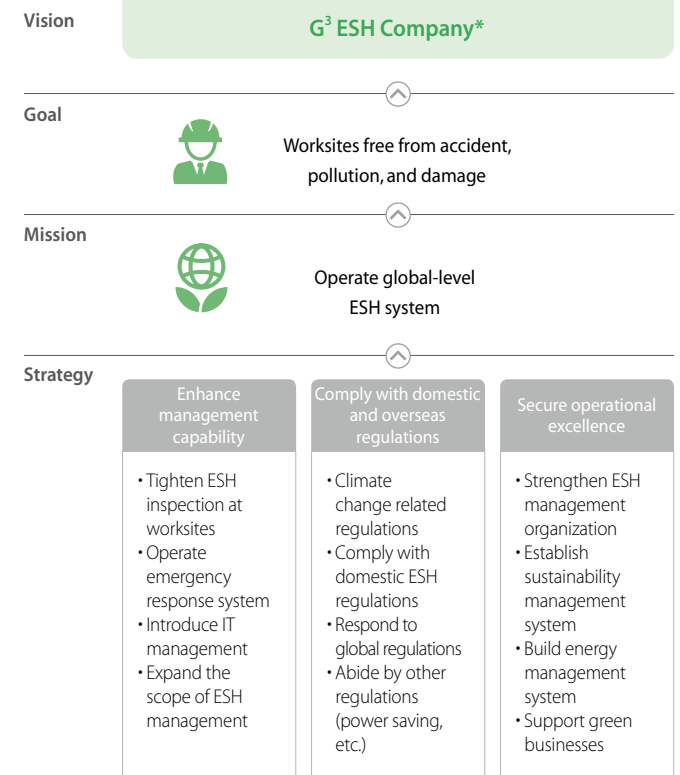 Vision
G³ ESH Company*
Goal
Worksites free from accident,
pollution, and damage
Mission
Operate global-level
ESH system
Strategy
Enhance
management
capability
• Tighten ESH
inspection at
worksites
• Operate
emergency
response system
• Introduce IT
management
• Expand the
scope of ESH
management
Comply with domestic
and overseas
regulations
• Climate
change related
regulations
• Comply with
domestic ESH
regulations
• Respond to
global regulations
• Abide by other
regulations
(power saving,
etc.)
Secure operational
excellence
• Strengthen ESH
management
organization
• Establish
sustainability
management
system
• Build energy
management
system
• Support green
businesses